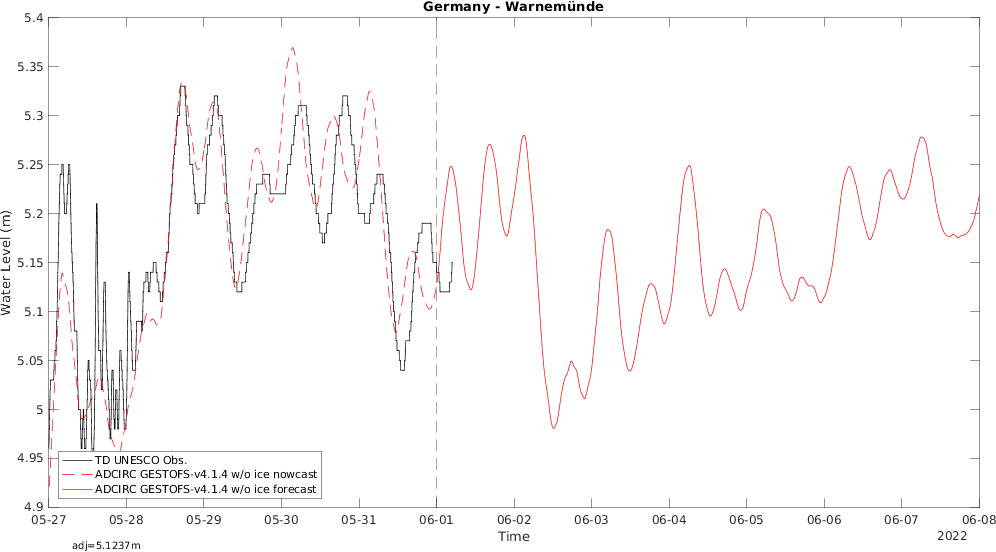 Germany - Warnemünde
Water Level (m)
5.4
5.35
5.3
5.25
5.2
5.15
5.1
5.05
5
4.95
4.9
TD UNESCO Obs.
ADCIRC GESTOFS-v4.1.4 w/o ice nowcast
ADCIRC GESTOFS-v4.1.4 w/o ice forecast
05-27 05-28 05-29 05-30 05-31 06-01 06-02 06-03 06-04 06-05 06-06 06-07 06-08
Time
2022
adj=5.1237m